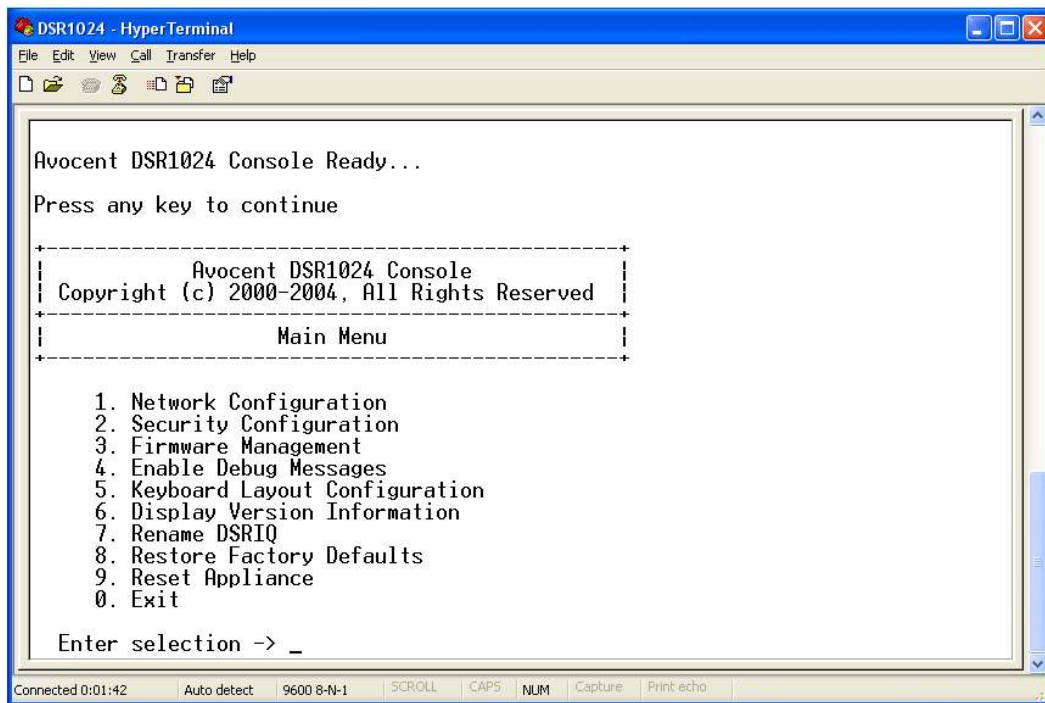 DSR1024 - HyperTerminal
File Edit View Call Transfer Help
Avocent DSR1024 Console Ready...
Press any key to continue
+-----------------------------------------------+
| Avocent DSR1024 Console |
| Copyright (c) 2000-2004, All Rights Reserved |
+-----------------------------------------------+
| Main Menu |
+-----------------------------------------------+
1. Network Configuration
2. Security Configuration
3. Firmware Management
4. Enable Debug Messages
5. Keyboard Layout Configuration
6. Display Version Information
7. Rename DSRIQ
8. Restore Factory Defaults
9. Reset Appliance
0. Exit
Enter selection -> _
Connected 0:01:42 Auto detect 9600 8-N-1 SCROLL CAPS NUM Capture Print echo